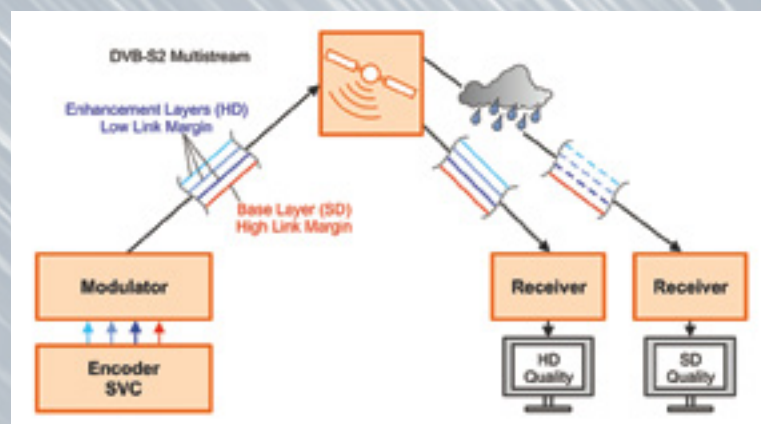 DVB-S2 Multistream
Enhancement Layers (HD)
Low Link Margin
Base Layer (SD)
High Link Margin
Modulator
Encoder
SVC
Receiver
Receiver
HD
Quality
SD
Quality